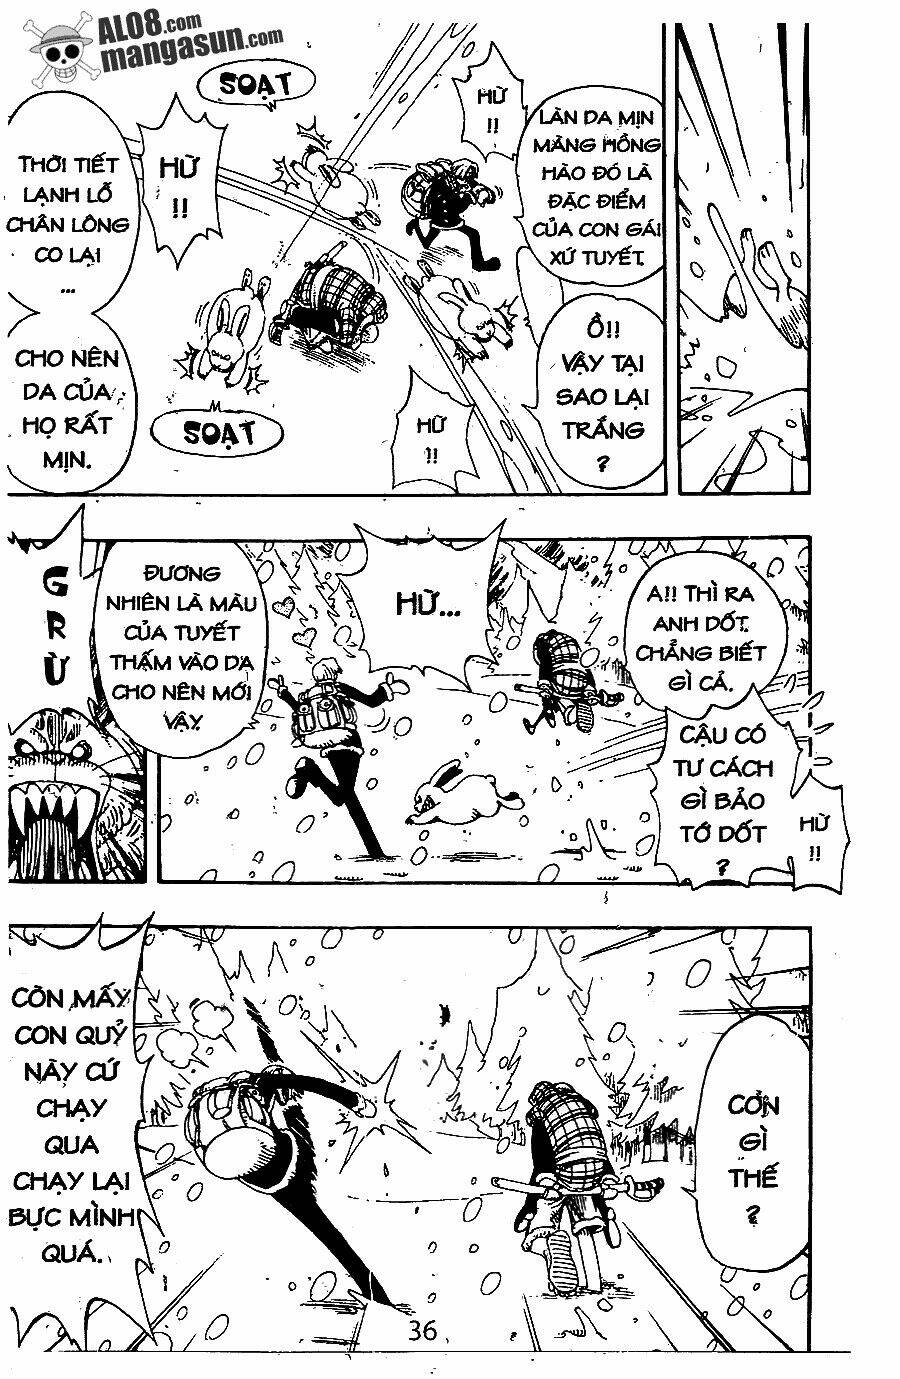 AL08.com
mangasun.com
LÀN DA MỊN
MÀNG HỒNG
HÀO ĐÓ LÀ
ĐẶC ĐIỂM
CỦA CON GÁI
XỨ TUYẾT.
Ồ!!
VẬY TẠI
SAO LẠI
TRẮNG
?
HỪ
!!
SOẠT
HỪ
!!
HỪ
!!
SOẠT
THỜI TIẾT
LẠNH LỖ
CHÂN LÔNG
CO LẠI
...
CHO NÊN
DA CỦA
HỌ RẤT
MỊN.
A!! THÌ RA
ANH DỐT.
CHẲNG BIẾT
GÌ CẢ.
CẬU CÓ
TƯ CÁCH
GÌ BẢO
TỚ DỐT
?
HỪ
!!
HỪ...
ĐƯƠNG
NHIÊN LÀ MÀU
CỦA TUYẾT
THẤM VÀO DA
CHO NÊN MỚI
VẬY.
GRỪ
CÒN
GÌ
THẾ
?
CÒN MẤY
CON QUỶ
NÀY CỨ
CHẠY
QUA
CHẠY LẠI
BỰC MÌNH
QUÁ.
36